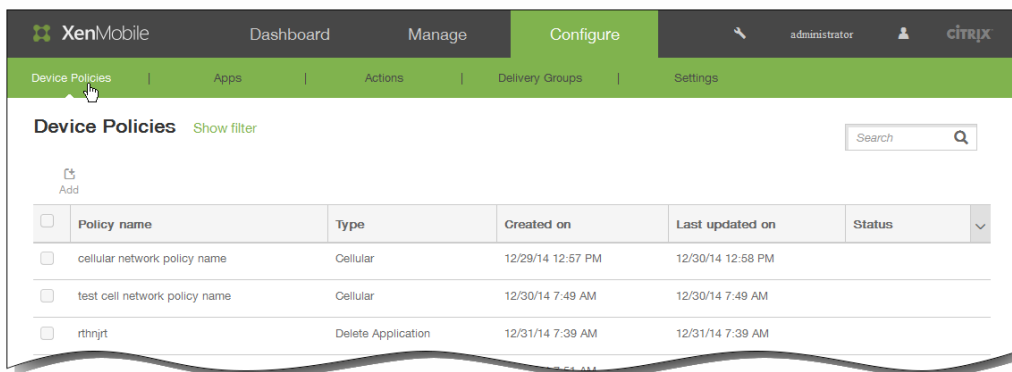 XenMobile Dashboard Manage Configure administrator CİTRIX
Device Policies | Apps | Actions | Delivery Groups | Settings
Device Policies Show filter
Search
Add
Policy name Type Created on Last updated on Status
cellular network policy name Cellular 12/29/14 12:57 PM 12/30/14 12:58 PM
test cell network policy name Cellular 12/30/14 7:49 AM 12/30/14 7:49 AM
rthnjrt Delete Application 12/31/14 7:39 AM 12/31/14 7:39 AM